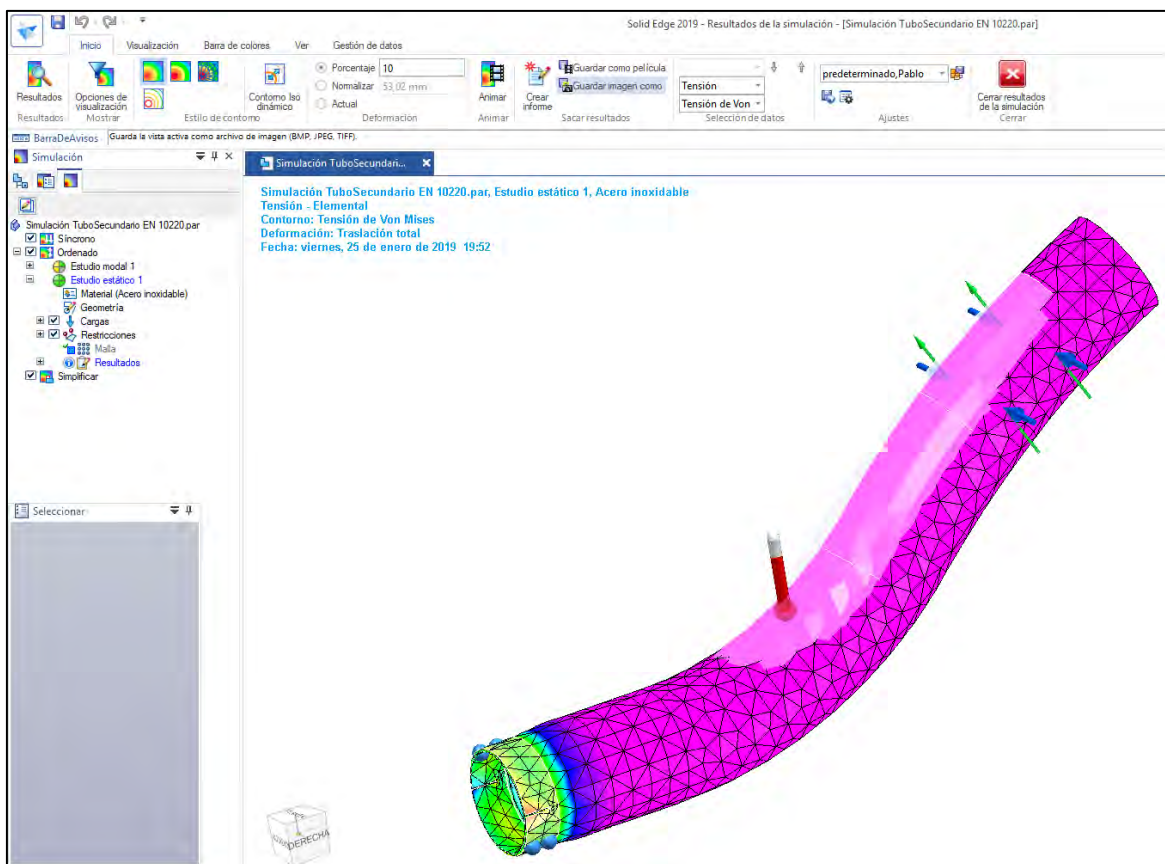 Solid Edge 2019 - Resultados de la simulación - [Simulación TuboSecundario EN 10220.par]
Inicio Visualización Barra de colores Ver Gestión de datos
Resultados
Opciones de visualización
Contorno Iso dinámico
Porcentaje 10
Normalizar 53,02 mm
Actual
Animar
Crear informe
Guardar como película
Guardar imagen como
Tensión
Tensión de Von
predeterminado,Pablo
Cerrar resultados de la simulación
Resultados Mostrar Estilo de contorno Deformación Animar Sacar resultados Selección de datos Ajustes Cerrar
BarraDeAvisos Guarda la vista activa como archivo de imagen (BMP, JPEG, TIFF).
Simulación
Simulación TuboSecundario EN 10220.par
Síncrono
Ordenado
Estudio modal 1
Estudio estático 1
Material (Acero inoxidable)
Geometría
Cargas
Restricciones
Malla
Resultados
Simplificar
Seleccionar
Simulación TuboSecundari...
Simulación TuboSecundario EN 10220.par, Estudio estático 1, Acero inoxidable
Tensión - Elemental
Contorno: Tensión de Von Mises
Deformación: Traslación total
Fecha: viernes, 25 de enero de 2019 19:52
DERECHA